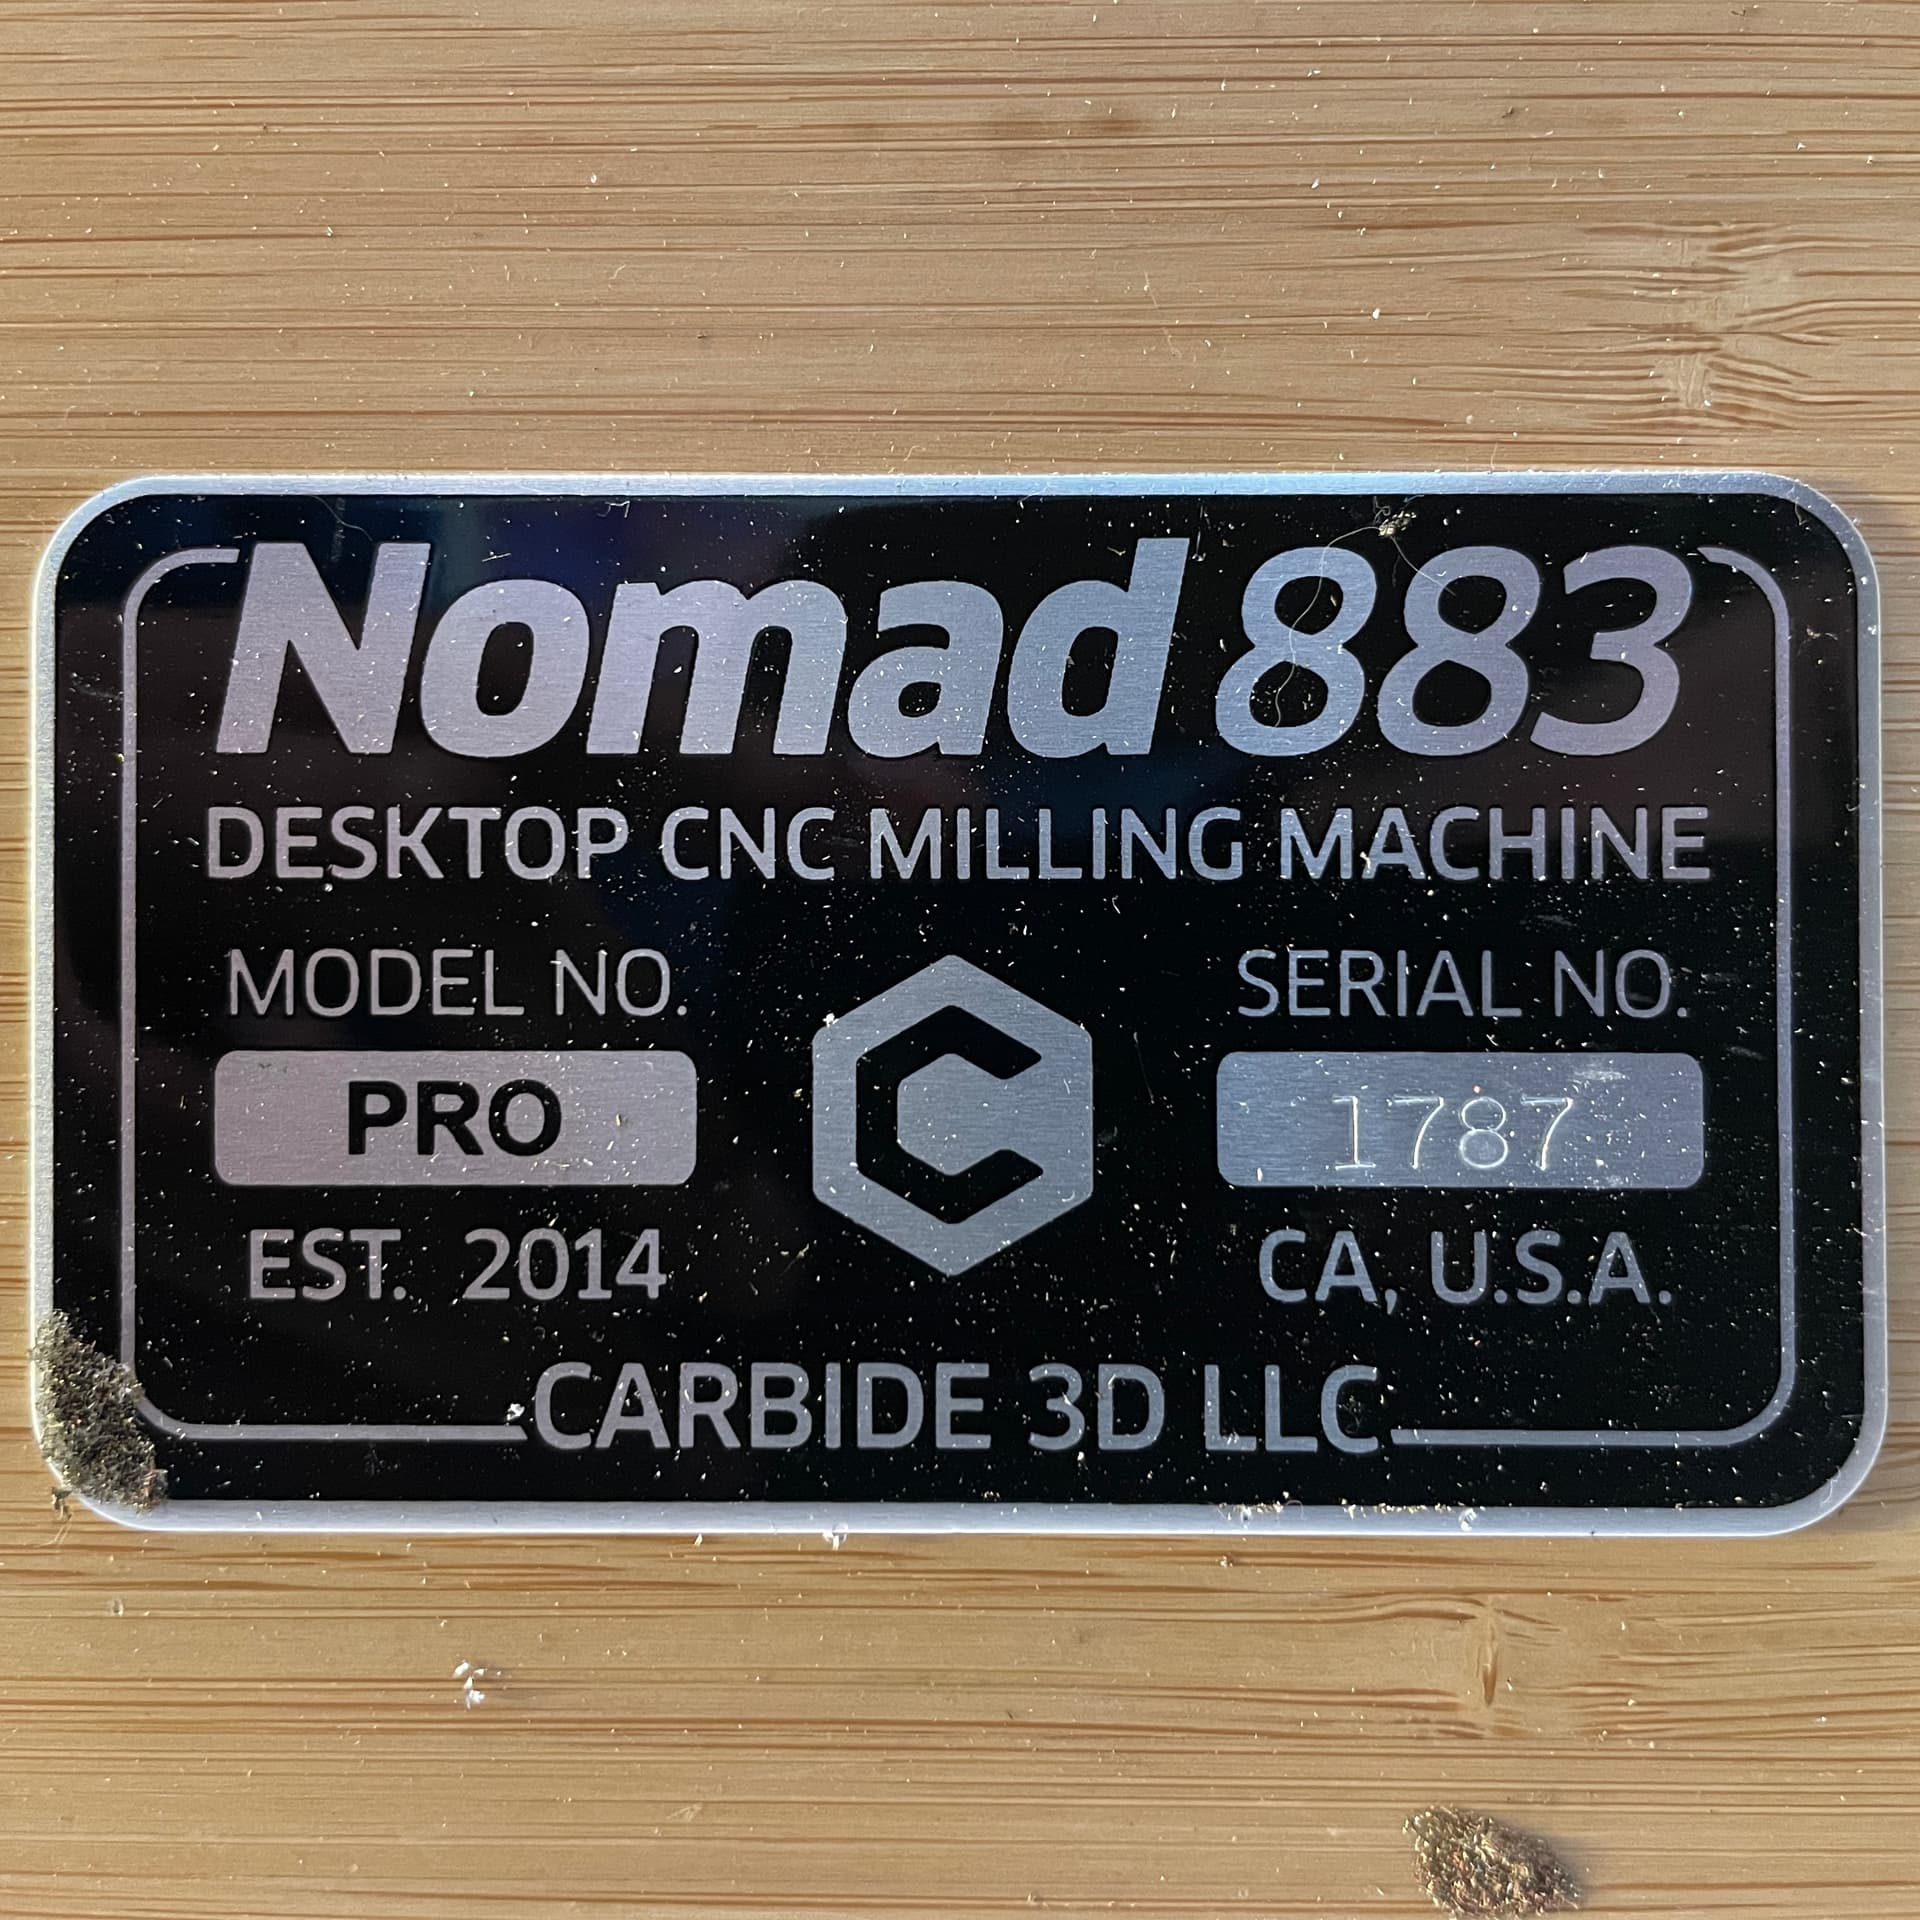 Nomad 883
DESKTOP CNC MILLING MACHINE
MODEL NO.
PRO
EST. 2014
C
SERIAL NO.
1787
CA, U.S.A.
CARBIDE 3D LLC